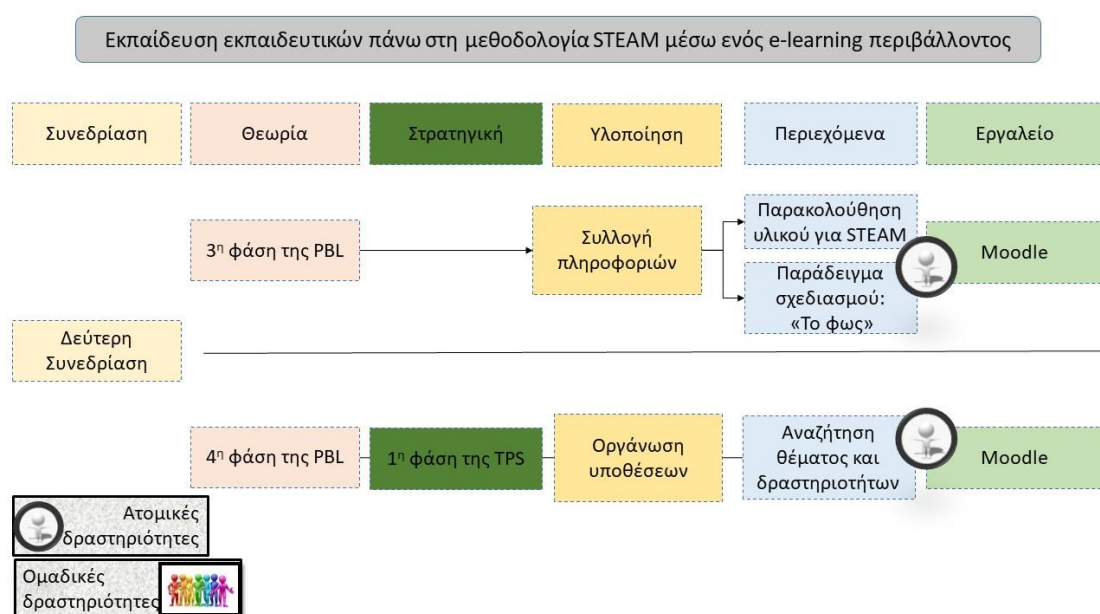 Εκπαίδευση εκπαιδευτικών πάνω στη μεθοδολογία STEAM μέσω ενός e-learning περιβάλλοντος
Συνεδρίαση
Θεωρία
Στρατηγική
Υλοποίηση
Περιεχόμενα
Εργαλείο
3η φάση της PBL
Συλλογή
πληροφοριών
Παρακολούθηση
υλικού για STEAM
Παράδειγμα
σχεδιασμού:
«Το φως»
Moodle
Δεύτερη
Συνεδρίαση
4η φάση της PBL
1η φάση της TPS
Οργάνωση
υποθέσεων
Αναζήτηση
θέματος και
δραστηριοτήτων
Moodle
Ατομικές
δραστηριότητες
Ομαδικές
δραστηριότητες